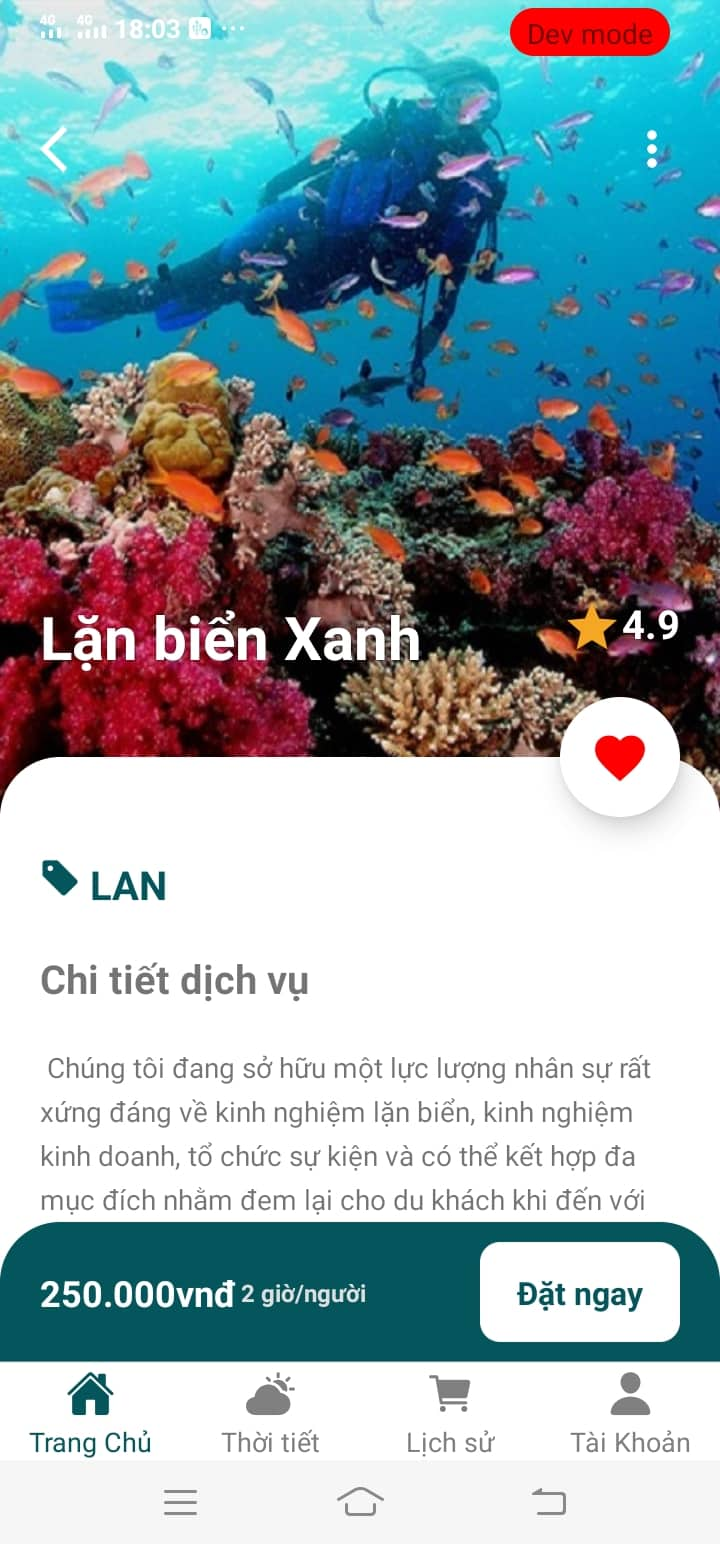 4G 4G 18:03 ...
Dev mode
Lặn biển Xanh
4.9
LAN
Chi tiết dịch vụ
Chúng tôi đang sở hữu một lực lượng nhân sự rất
xứng đáng về kinh nghiệm lặn biển, kinh nghiệm
kinh doanh, tổ chức sự kiện và có thể kết hợp đa
mục đích nhằm đem lại cho du khách khi đến với
250.000vnđ 2 giờ/người
Đặt ngay
Trang Chủ Thời tiết Lịch sử Tài Khoản